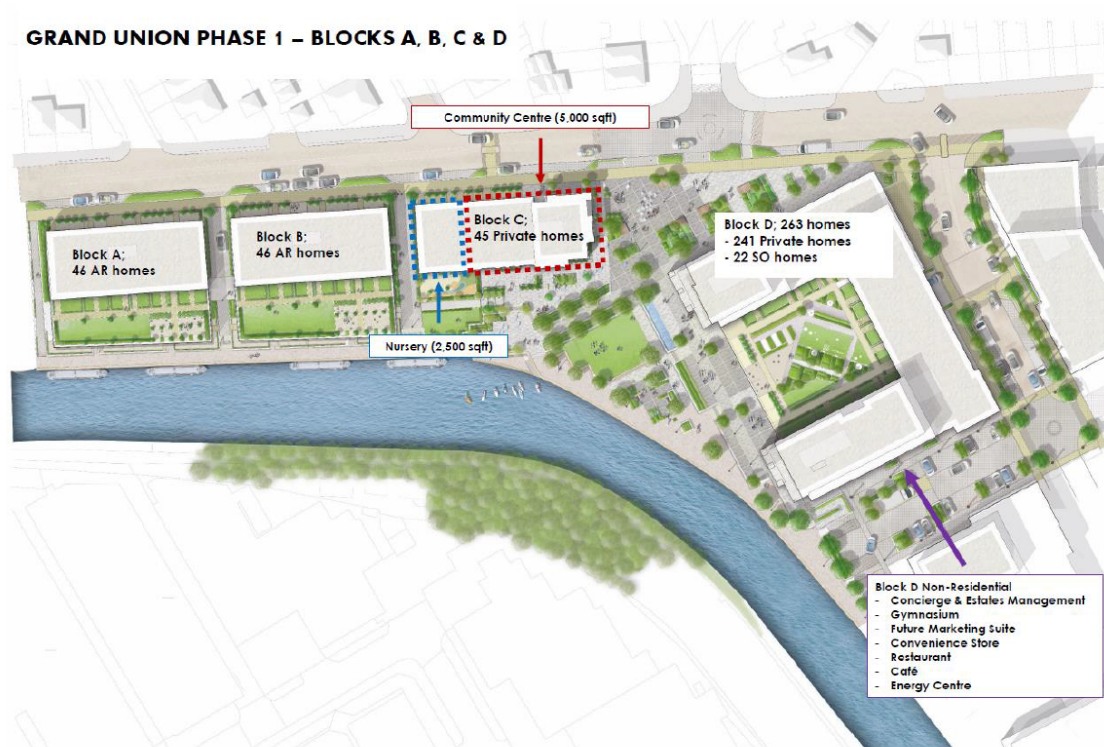 GRAND UNION PHASE 1 – BLOCKS A, B, C & D
Community Centre (5,000 sqft)
Block A;
46 AR homes
Block B;
46 AR homes
Block C;
45 Private homes
Block D; 263 homes
- 241 Private homes
- 22 SO homes
Nursery (2,500 sqft)
Block D Non-Residential
- Concierge & Estates Management
- Gymnasium
- Future Marketing Suite
- Convenience Store
- Restaurant
- Café
- Energy Centre